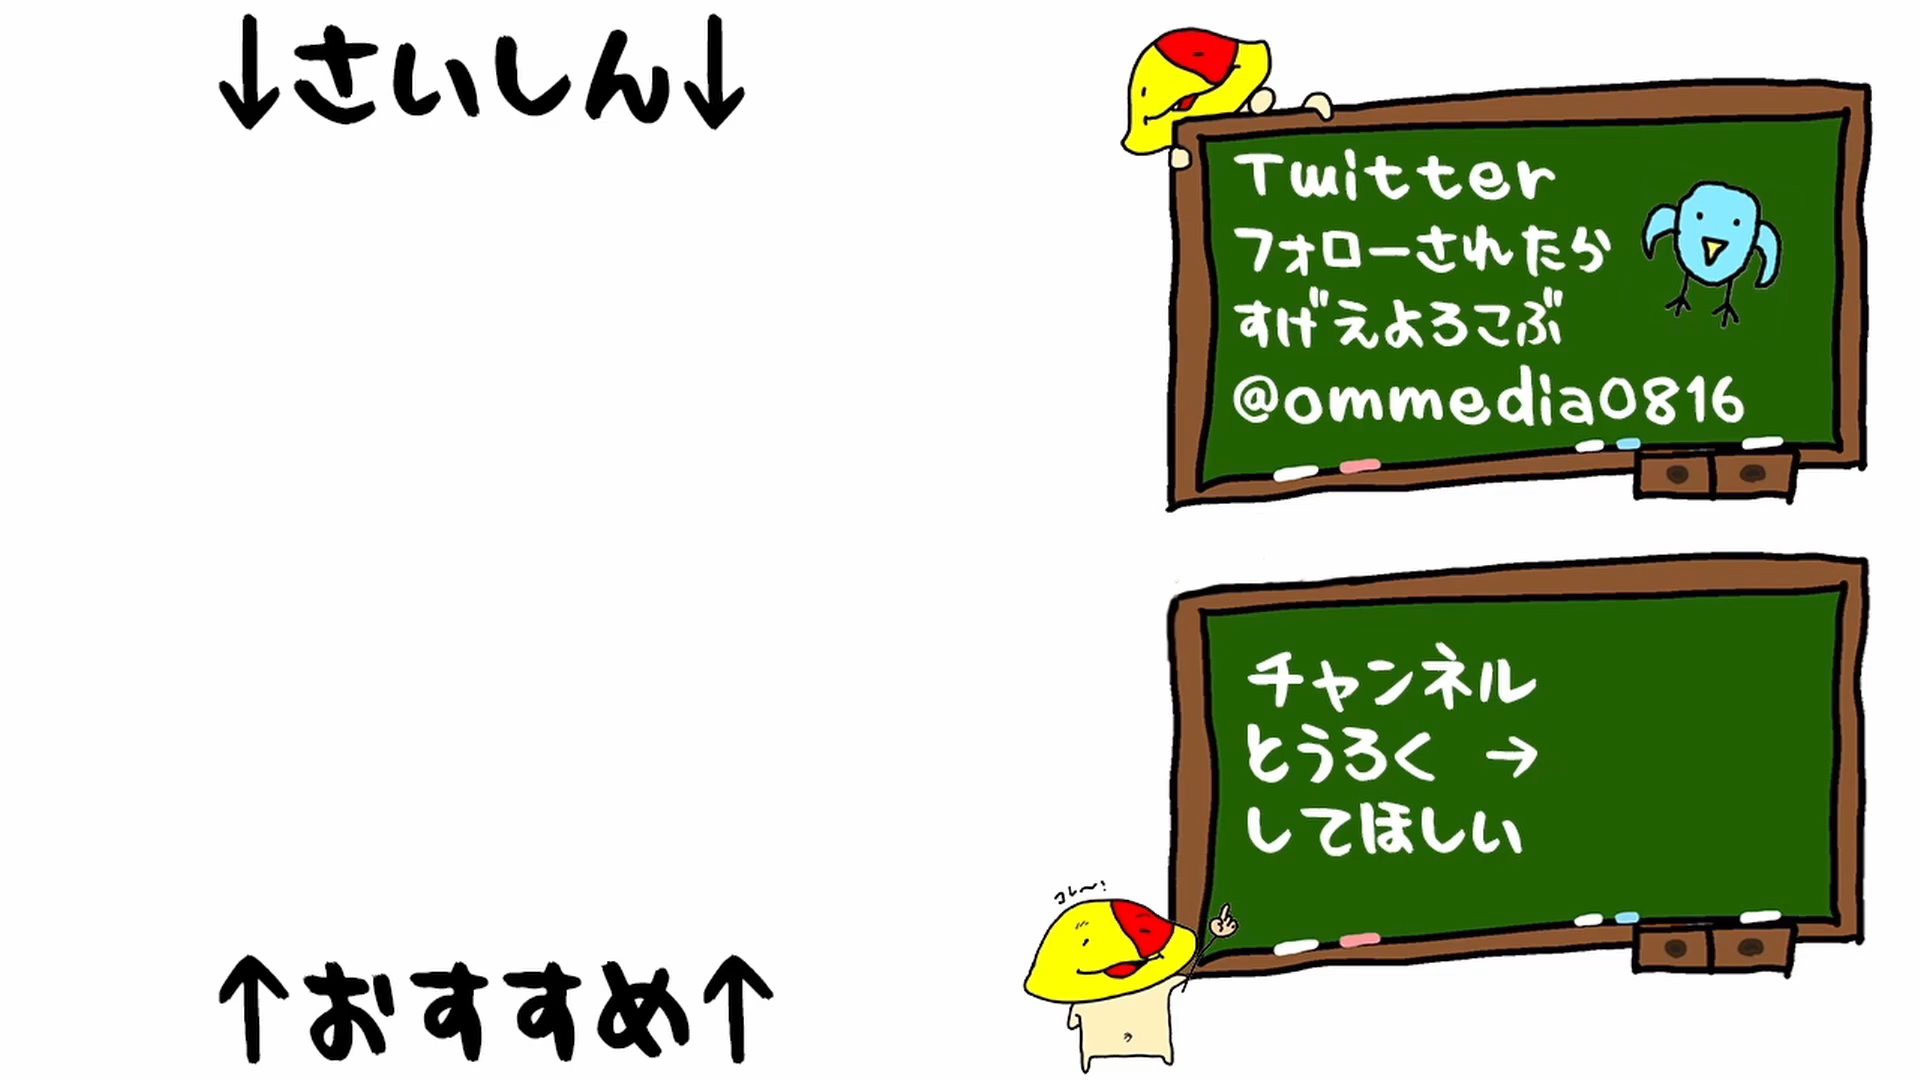 ↓さいしん↓
Twitter
フォローされたら
すげえよろこぶ
@ommedia0816
チャンネル
とうろく →
してほしい
コレ〜!
↑おすすめ↑